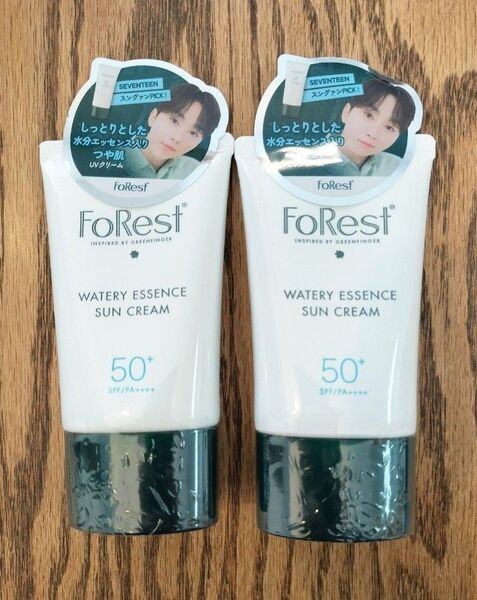 SEVENTEEN
スングァンPICK!
しっとりとした
水分エッセンス入り
つや肌
UVクリーム
FoRest
FoRest®
INSPIRED BY GREENFINGER
WATERY ESSENCE
SUN CREAM
50+
SPF/PA++++
SEVENTEEN
スングァンPICK!
しっとりとした
水分エッセンス入り
FoRest
FoRest®
INSPIRED BY GREENFINGER
WATERY ESSENCE
SUN CREAM
50+
SPF/PA++++